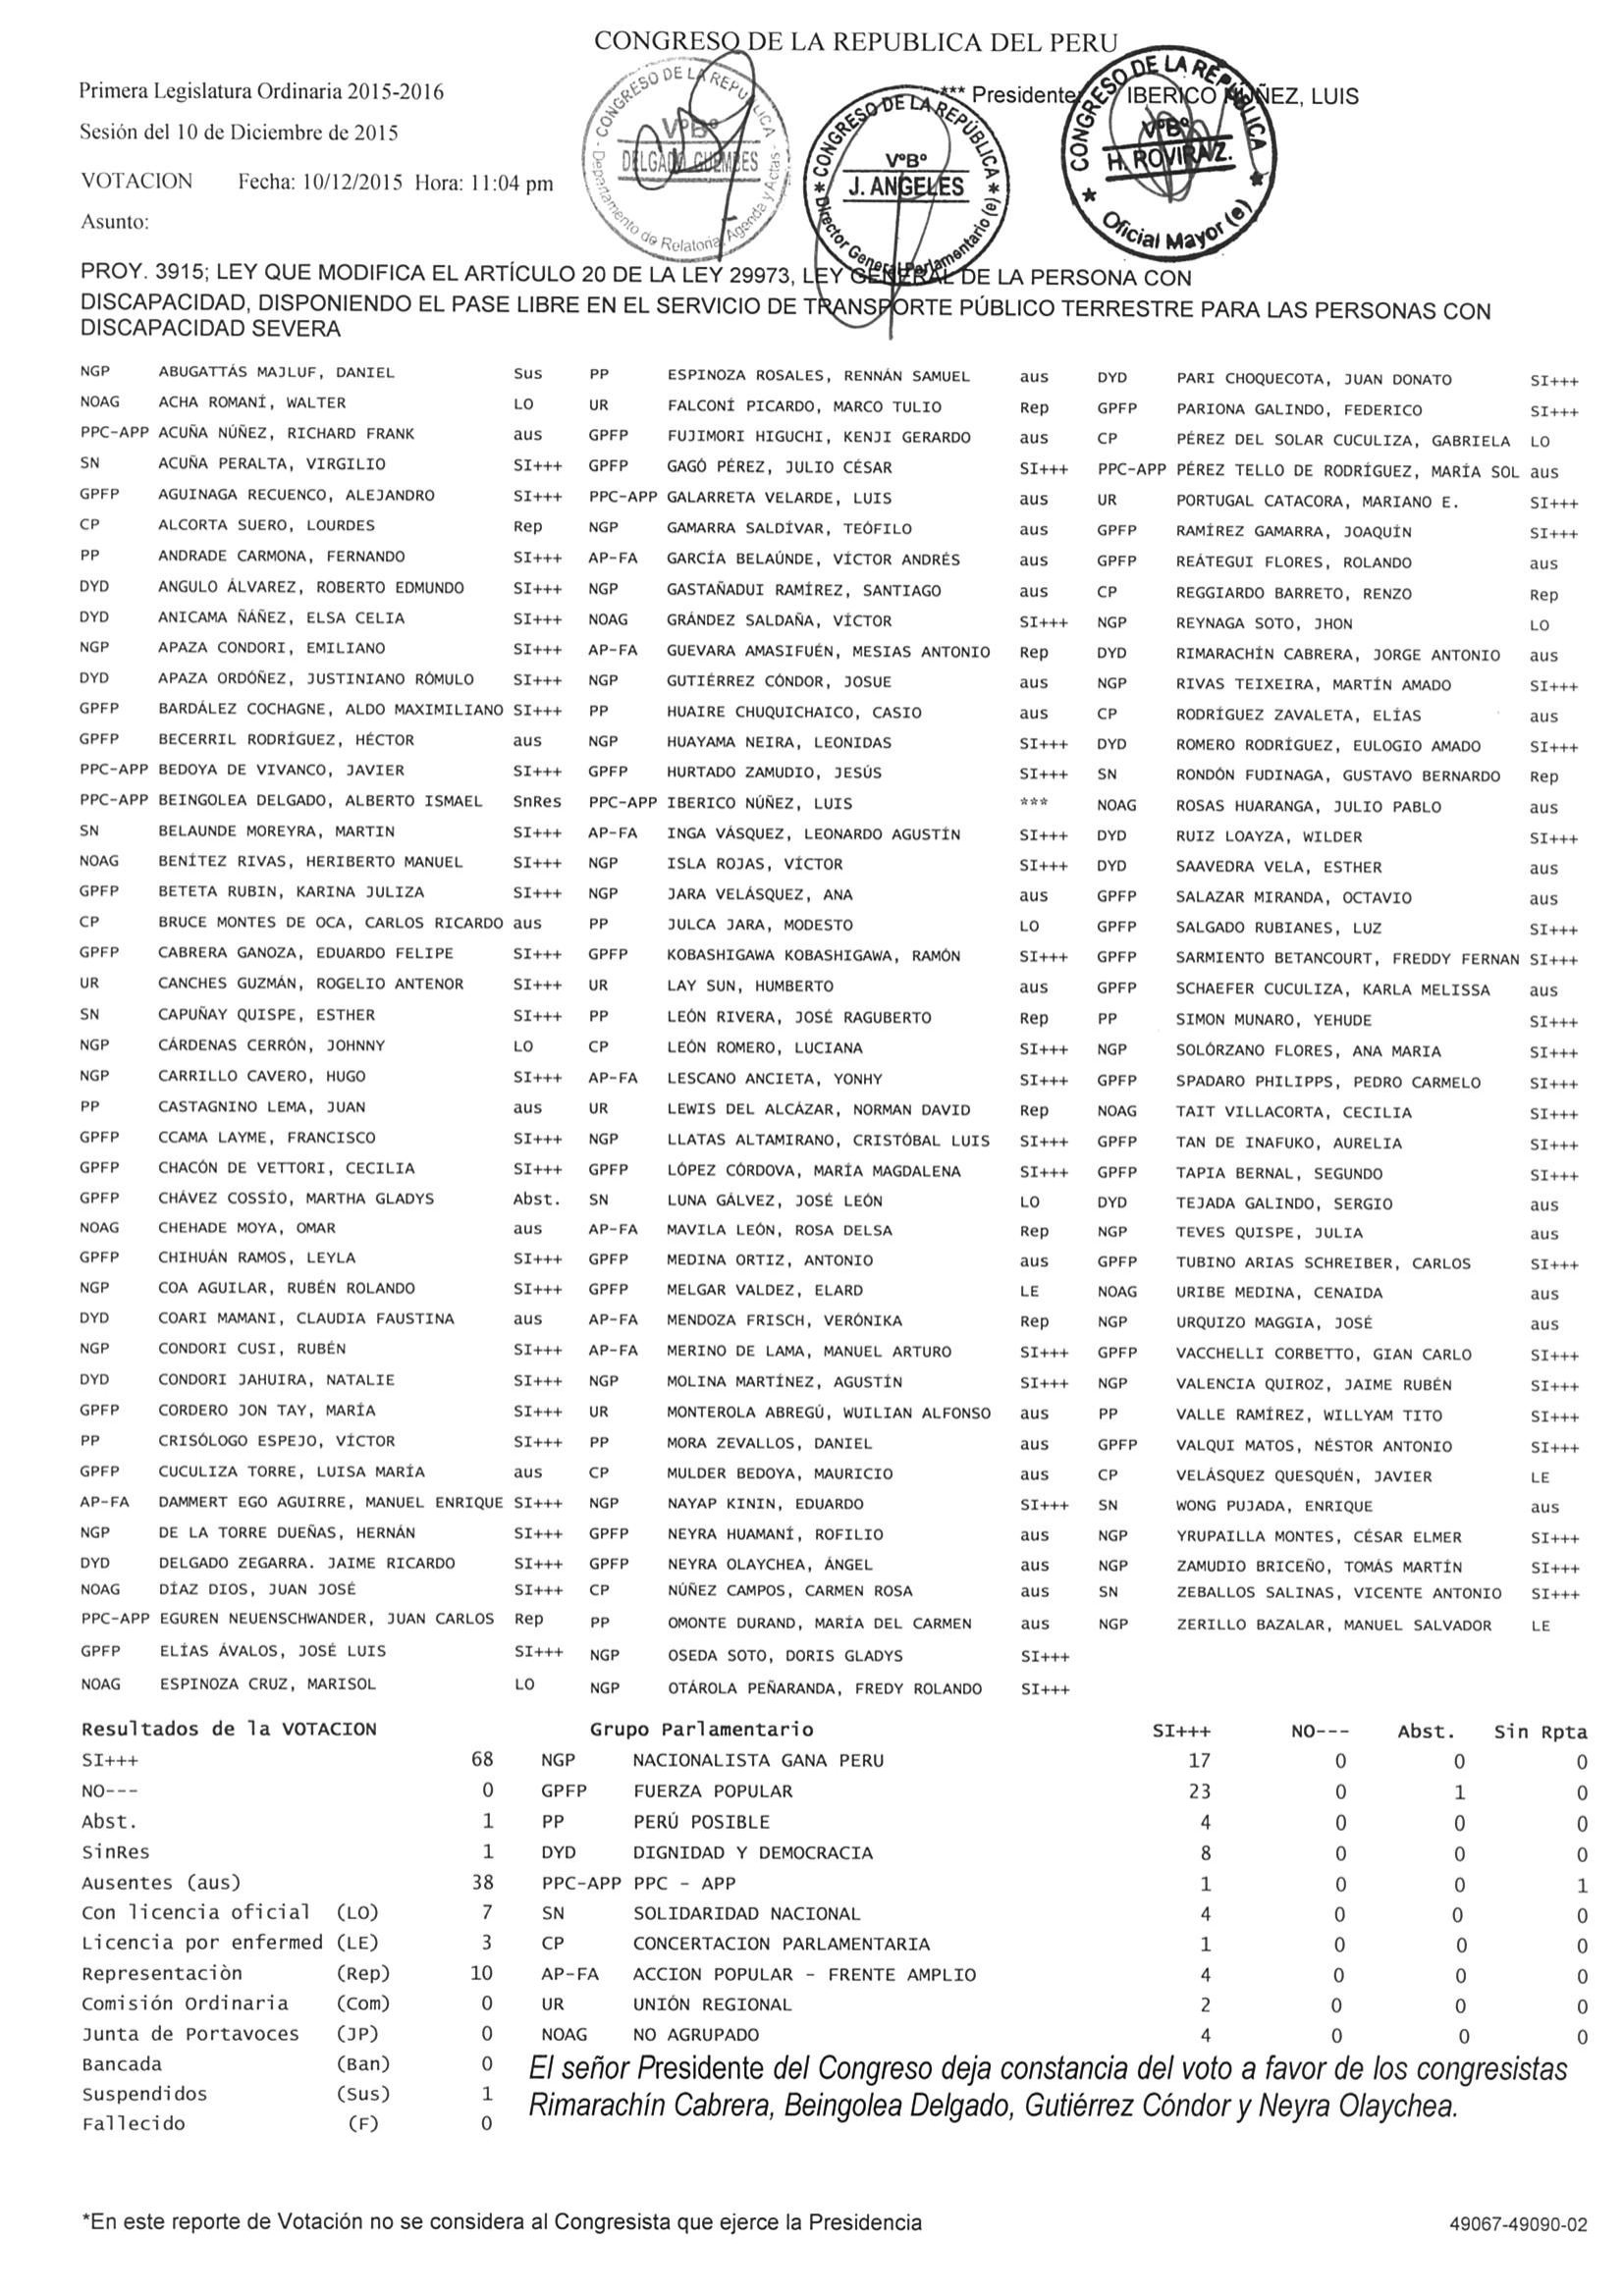 CONGRESO DE LA REPUBLICA DEL PERU
Primera Legislatura Ordinaria 2015-2016
*** Presidente: IBERICO NÚÑEZ, LUIS
Sesión del 10 de Diciembre de 2015
VOTACION Fecha: 10/12/2015 Hora: 11:04 pm
Asunto:
- CONGRESO DE LA REPUBLICA -
VºBº
DELGADO GUEMBES
Departamento de Relatoria, Agenda y Actas
* CONGRESO DE LA REPÚBLICA *
VºBº
J. ANGELES
Director General Parlamentario (e)
* CONGRESO DE LA REPÚBLICA *
VºBº
H. ROVIRA Z.
Oficial Mayor (e)
PROY. 3915; LEY QUE MODIFICA EL ARTÍCULO 20 DE LA LEY 29973, LEY GENERAL DE LA PERSONA CON
DISCAPACIDAD, DISPONIENDO EL PASE LIBRE EN EL SERVICIO DE TRANSPORTE PÚBLICO TERRESTRE PARA LAS PERSONAS CON
DISCAPACIDAD SEVERA
NGP ABUGATTÁS MAJLUF, DANIEL Sus PP ESPINOZA ROSALES, RENNÁN SAMUEL aus DYD PARI CHOQUECOTA, JUAN DONATO SI+++
NOAG ACHA ROMANÍ, WALTER LO UR FALCONÍ PICARDO, MARCO TULIO Rep GPFP PARIONA GALINDO, FEDERICO SI+++
PPC-APP ACUÑA NÚÑEZ, RICHARD FRANK aus GPFP FUJIMORI HIGUCHI, KENJI GERARDO aus CP PÉREZ DEL SOLAR CUCULIZA, GABRIELA LO
SN ACUÑA PERALTA, VIRGILIO SI+++ GPFP GAGÓ PÉREZ, JULIO CÉSAR SI+++ PPC-APP PÉREZ TELLO DE RODRÍGUEZ, MARÍA SOL aus
GPFP AGUINAGA RECUENCO, ALEJANDRO SI+++ PPC-APP GALARRETA VELARDE, LUIS aus UR PORTUGAL CATACORA, MARIANO E. SI+++
CP ALCORTA SUERO, LOURDES Rep NGP GAMARRA SALDÍVAR, TEÓFILO aus GPFP RAMÍREZ GAMARRA, JOAQUÍN SI+++
PP ANDRADE CARMONA, FERNANDO SI+++ AP-FA GARCÍA BELAÚNDE, VÍCTOR ANDRÉS aus GPFP REÁTEGUI FLORES, ROLANDO aus
DYD ANGULO ÁLVAREZ, ROBERTO EDMUNDO SI+++ NGP GASTAÑADUI RAMÍREZ, SANTIAGO aus CP REGGIARDO BARRETO, RENZO Rep
DYD ANICAMA ÑÁÑEZ, ELSA CELIA SI+++ NOAG GRÁNDEZ SALDAÑA, VÍCTOR SI+++ NGP REYNAGA SOTO, JHON LO
NGP APAZA CONDORI, EMILIANO SI+++ AP-FA GUEVARA AMASIFUÉN, MESIAS ANTONIO Rep DYD RIMARACHÍN CABRERA, JORGE ANTONIO aus
DYD APAZA ORDÓÑEZ, JUSTINIANO RÓMULO SI+++ NGP GUTIÉRREZ CÓNDOR, JOSUE aus NGP RIVAS TEIXEIRA, MARTÍN AMADO SI+++
GPFP BARDÁLEZ COCHAGNE, ALDO MAXIMILIANO SI+++ PP HUAIRE CHUQUICHAICO, CASIO aus CP RODRÍGUEZ ZAVALETA, ELÍAS aus
GPFP BECERRIL RODRÍGUEZ, HÉCTOR aus NGP HUAYAMA NEIRA, LEONIDAS SI+++ DYD ROMERO RODRÍGUEZ, EULOGIO AMADO SI+++
PPC-APP BEDOYA DE VIVANCO, JAVIER SI+++ GPFP HURTADO ZAMUDIO, JESÚS SI+++ SN RONDÓN FUDINAGA, GUSTAVO BERNARDO Rep
PPC-APP BEINGOLEA DELGADO, ALBERTO ISMAEL SnRes PPC-APP IBERICO NÚÑEZ, LUIS *** NOAG ROSAS HUARANGA, JULIO PABLO aus
SN BELAUNDE MOREYRA, MARTIN SI+++ AP-FA INGA VÁSQUEZ, LEONARDO AGUSTÍN SI+++ DYD RUIZ LOAYZA, WILDER SI+++
NOAG BENÍTEZ RIVAS, HERIBERTO MANUEL SI+++ NGP ISLA ROJAS, VÍCTOR SI+++ DYD SAAVEDRA VELA, ESTHER aus
GPFP BETETA RUBIN, KARINA JULIZA SI+++ NGP JARA VELÁSQUEZ, ANA aus GPFP SALAZAR MIRANDA, OCTAVIO aus
CP BRUCE MONTES DE OCA, CARLOS RICARDO aus PP JULCA JARA, MODESTO LO GPFP SALGADO RUBIANES, LUZ SI+++
GPFP CABRERA GANOZA, EDUARDO FELIPE SI+++ GPFP KOBASHIGAWA KOBASHIGAWA, RAMÓN SI+++ GPFP SARMIENTO BETANCOURT, FREDDY FERNAN SI+++
UR CANCHES GUZMÁN, ROGELIO ANTENOR SI+++ UR LAY SUN, HUMBERTO aus GPFP SCHAEFER CUCULIZA, KARLA MELISSA aus
SN CAPUÑAY QUISPE, ESTHER SI+++ PP LEÓN RIVERA, JOSÉ RAGUBERTO Rep PP SIMON MUNARO, YEHUDE SI+++
NGP CÁRDENAS CERRÓN, JOHNNY LO CP LEÓN ROMERO, LUCIANA SI+++ NGP SOLÓRZANO FLORES, ANA MARIA SI+++
NGP CARRILLO CAVERO, HUGO SI+++ AP-FA LESCANO ANCIETA, YONHY SI+++ GPFP SPADARO PHILIPPS, PEDRO CARMELO SI+++
PP CASTAGNINO LEMA, JUAN aus UR LEWIS DEL ALCÁZAR, NORMAN DAVID Rep NOAG TAIT VILLACORTA, CECILIA SI+++
GPFP CCAMA LAYME, FRANCISCO SI+++ NGP LLATAS ALTAMIRANO, CRISTÓBAL LUIS SI+++ GPFP TAN DE INAFUKO, AURELIA SI+++
GPFP CHACÓN DE VETTORI, CECILIA SI+++ GPFP LÓPEZ CÓRDOVA, MARÍA MAGDALENA SI+++ GPFP TAPIA BERNAL, SEGUNDO SI+++
GPFP CHÁVEZ COSSÍO, MARTHA GLADYS Abst. SN LUNA GÁLVEZ, JOSÉ LEÓN LO DYD TEJADA GALINDO, SERGIO aus
NOAG CHEHADE MOYA, OMAR aus AP-FA MAVILA LEÓN, ROSA DELSA Rep NGP TEVES QUISPE, JULIA aus
GPFP CHIHUÁN RAMOS, LEYLA SI+++ GPFP MEDINA ORTIZ, ANTONIO aus GPFP TUBINO ARIAS SCHREIBER, CARLOS SI+++
NGP COA AGUILAR, RUBÉN ROLANDO SI+++ GPFP MELGAR VALDEZ, ELARD LE NOAG URIBE MEDINA, CENAIDA aus
DYD COARI MAMANI, CLAUDIA FAUSTINA aus AP-FA MENDOZA FRISCH, VERÓNIKA Rep NGP URQUIZO MAGGIA, JOSÉ aus
NGP CONDORI CUSI, RUBÉN SI+++ AP-FA MERINO DE LAMA, MANUEL ARTURO SI+++ GPFP VACCHELLI CORBETTO, GIAN CARLO SI+++
DYD CONDORI JAHUIRA, NATALIE SI+++ NGP MOLINA MARTÍNEZ, AGUSTÍN SI+++ NGP VALENCIA QUIROZ, JAIME RUBÉN SI+++
GPFP CORDERO JON TAY, MARÍA SI+++ UR MONTEROLA ABREGÚ, WUILIAN ALFONSO aus PP VALLE RAMÍREZ, WILLYAM TITO SI+++
PP CRISÓLOGO ESPEJO, VÍCTOR SI+++ PP MORA ZEVALLOS, DANIEL aus GPFP VALQUI MATOS, NÉSTOR ANTONIO SI+++
GPFP CUCULIZA TORRE, LUISA MARÍA aus CP MULDER BEDOYA, MAURICIO aus CP VELÁSQUEZ QUESQUÉN, JAVIER LE
AP-FA DAMMERT EGO AGUIRRE, MANUEL ENRIQUE SI+++ NGP NAYAP KININ, EDUARDO SI+++ SN WONG PUJADA, ENRIQUE aus
NGP DE LA TORRE DUEÑAS, HERNÁN SI+++ GPFP NEYRA HUAMANÍ, ROFILIO aus NGP YRUPAILLA MONTES, CÉSAR ELMER SI+++
DYD DELGADO ZEGARRA. JAIME RICARDO SI+++ GPFP NEYRA OLAYCHEA, ÁNGEL aus NGP ZAMUDIO BRICEÑO, TOMÁS MARTÍN SI+++
NOAG DÍAZ DIOS, JUAN JOSÉ SI+++ CP NÚÑEZ CAMPOS, CARMEN ROSA aus SN ZEBALLOS SALINAS, VICENTE ANTONIO SI+++
PPC-APP EGUREN NEUENSCHWANDER, JUAN CARLOS Rep PP OMONTE DURAND, MARÍA DEL CARMEN aus NGP ZERILLO BAZALAR, MANUEL SALVADOR LE
GPFP ELÍAS ÁVALOS, JOSÉ LUIS SI+++ NGP OSEDA SOTO, DORIS GLADYS SI+++
NOAG ESPINOZA CRUZ, MARISOL LO NGP OTÁROLA PEÑARANDA, FREDY ROLANDO SI+++
Resultados de la VOTACION Grupo Parlamentario SI+++ NO--- Abst. Sin Rpta
SI+++ 68 NGP NACIONALISTA GANA PERU 17 0 0 0
NO--- 0 GPFP FUERZA POPULAR 23 0 1 0
Abst. 1 PP PERÚ POSIBLE 4 0 0 0
SinRes 1 DYD DIGNIDAD Y DEMOCRACIA 8 0 0 0
Ausentes (aus) 38 PPC-APP PPC - APP 1 0 0 1
Con licencia oficial (LO) 7 SN SOLIDARIDAD NACIONAL 4 0 0 0
Licencia por enfermed (LE) 3 CP CONCERTACION PARLAMENTARIA 1 0 0 0
Representaciòn (Rep) 10 AP-FA ACCION POPULAR - FRENTE AMPLIO 4 0 0 0
Comisión Ordinaria (Com) 0 UR UNIÓN REGIONAL 2 0 0 0
Junta de Portavoces (JP) 0 NOAG NO AGRUPADO 4 0 0 0
Bancada (Ban) 0
Suspendidos (Sus) 1
Fallecido (F) 0
El señor Presidente del Congreso deja constancia del voto a favor de los congresistas
Rimarachín Cabrera, Beingolea Delgado, Gutiérrez Cóndor y Neyra Olaychea.
*En este reporte de Votación no se considera al Congresista que ejerce la Presidencia
49067-49090-02